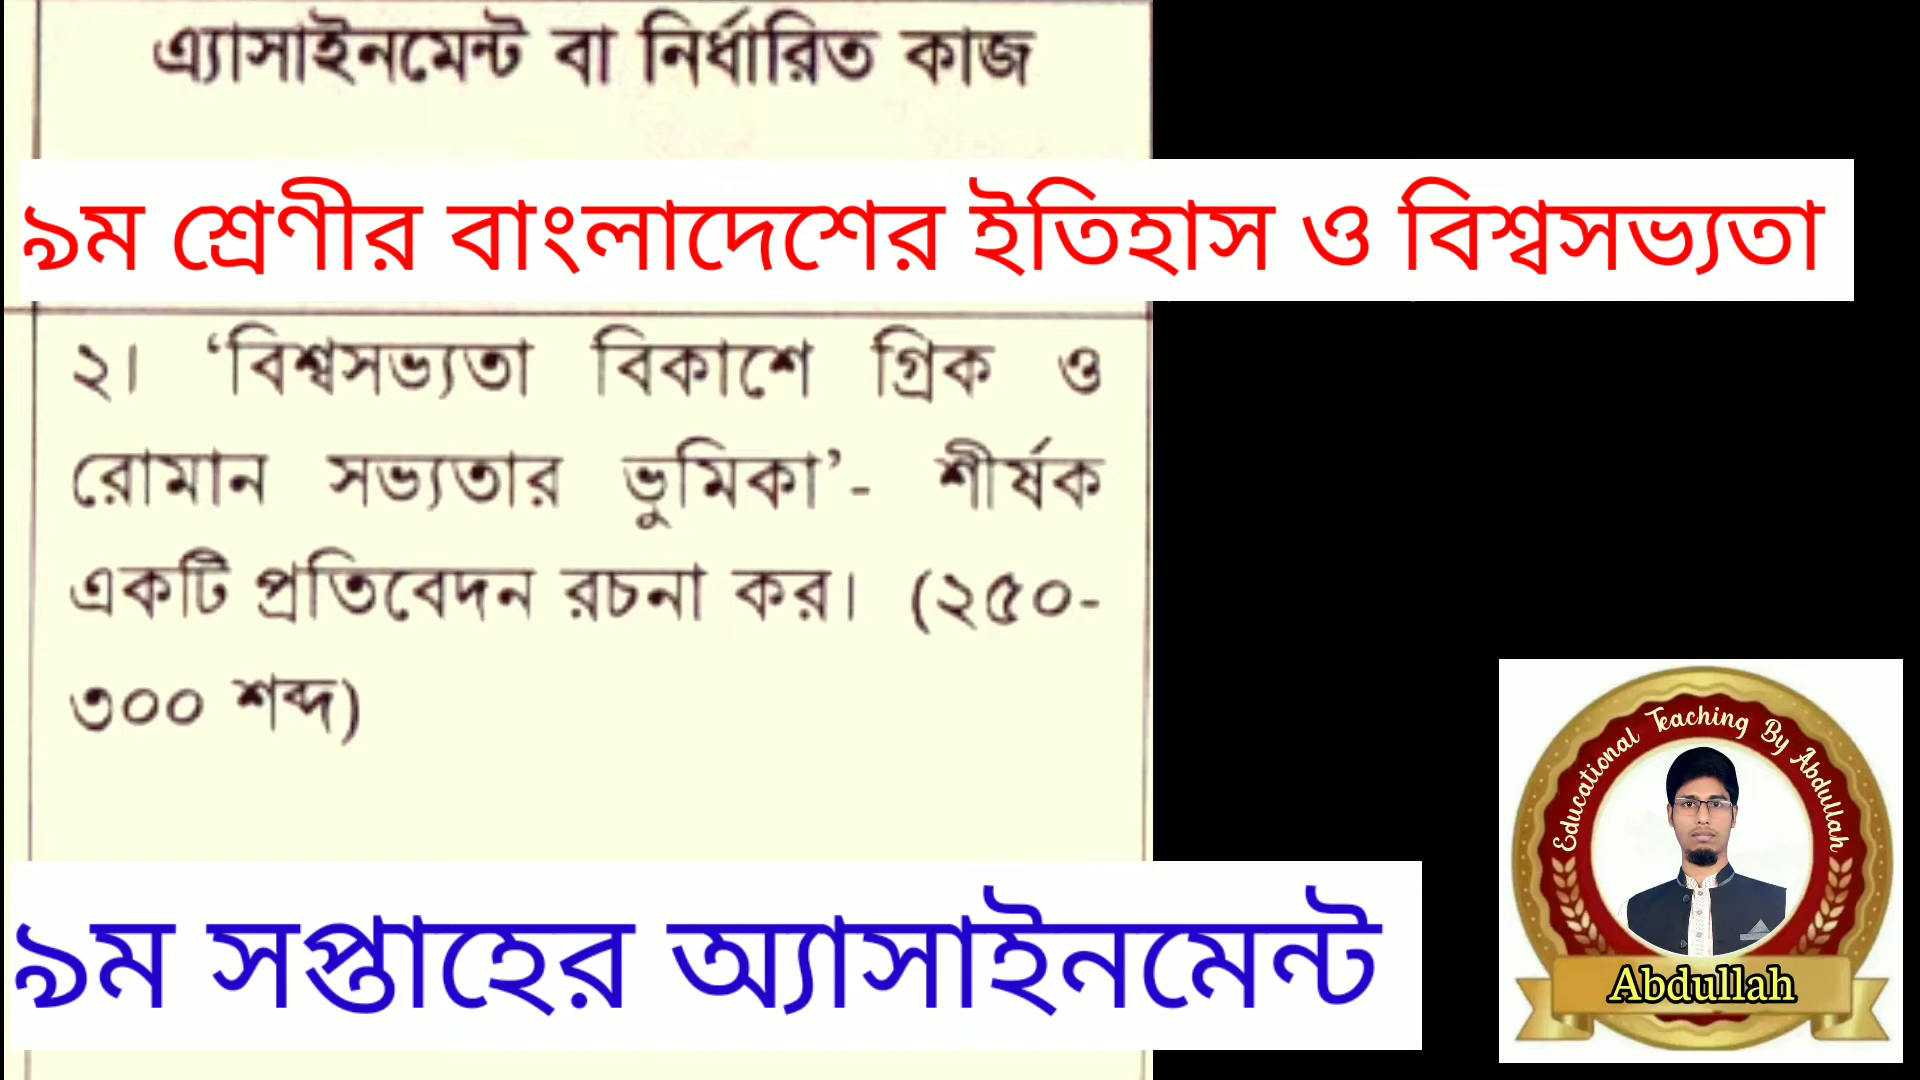 এ্যাসাইনমেন্ট বা নির্ধারিত কাজ
৯ম শ্রেণীর বাংলাদেশের ইতিহাস ও বিশ্বসভ্যতা
২। ‘বিশ্বসভ্যতা বিকাশে গ্রিক ও
রোমান সভ্যতার ভুমিকা’- শীর্ষক
একটি প্রতিবেদন রচনা কর। (২৫০-
৩০০ শব্দ)
৯ম সপ্তাহের অ্যাসাইনমেন্ট
Educational Teaching By Abdullah
Abdullah